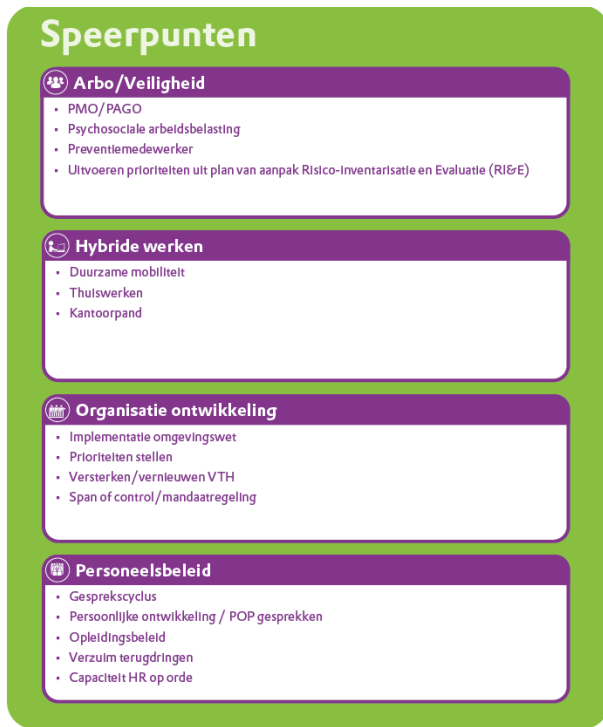 Speerpunten
Arbo/Veiligheid
• PMO/PAGO
• Psychosociale arbeidsbelasting
• Preventiemedewerker
• Uitvoeren prioriteiten uit plan van aanpak Risico-inventarisatie en Evaluatie (RI&E)
Hybride werken
• Duurzame mobiliteit
• Thuiswerken
• Kantoorpand
Organisatie ontwikkeling
• Implementatie omgevingswet
• Prioriteiten stellen
• Versterken/vernieuwen VTH
• Span of control/mandaatregeling
Personeelsbeleid
• Gesprekscyclus
• Persoonlijke ontwikkeling / POP gesprekken
• Opleidingsbeleid
• Verzuim terugdringen
• Capaciteit HR op orde